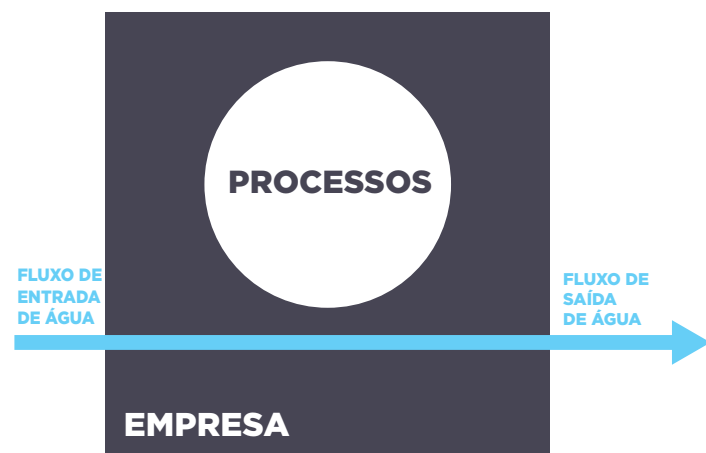 PROCESSOS
FLUXO DE
ENTRADA
DE ÁGUA
FLUXO DE
SAÍDA
DE ÁGUA
EMPRESA